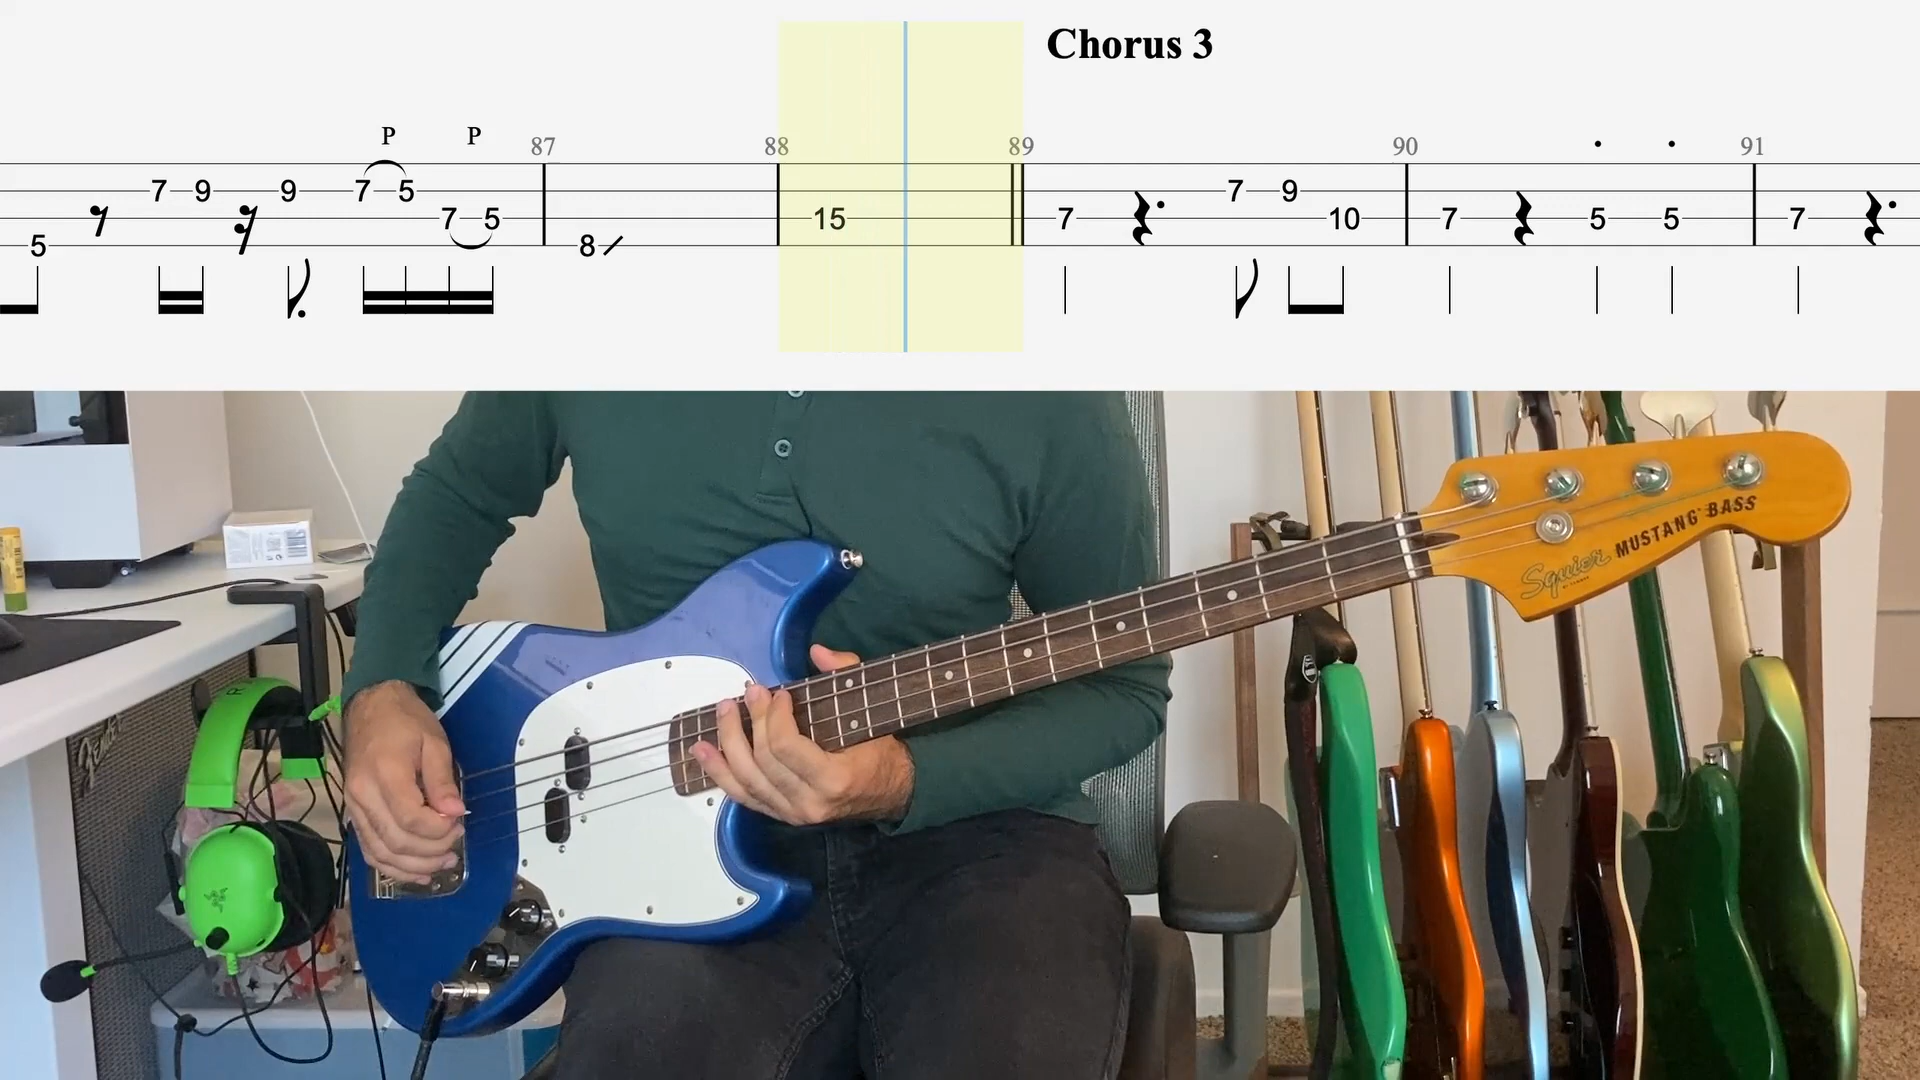 Chorus 3
P P
87 88 89 90 91
7 9 9 7 5 7 9
7 5 15 7 10 7 5 5 7
5 8
MUSTANG BASS
Squier
Fender
R